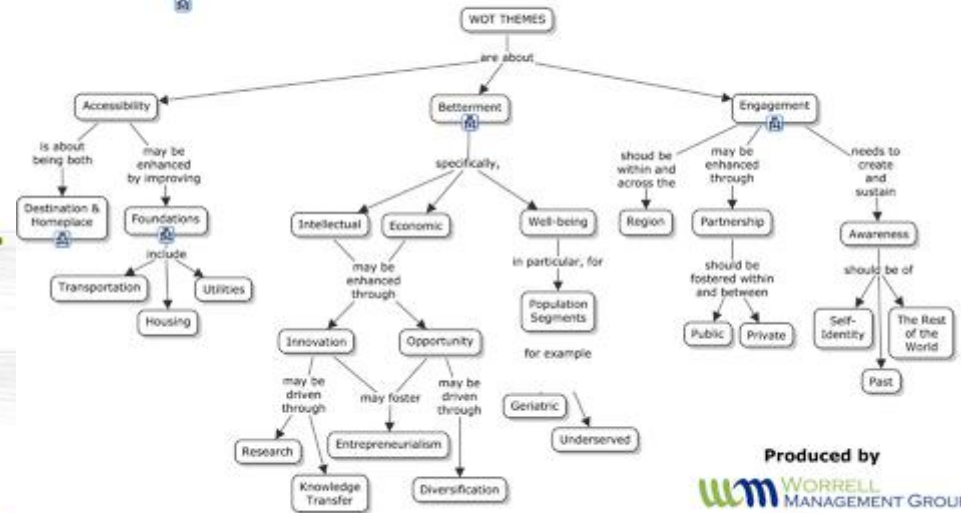 WOT THEMES
are about
Accessibility
Betterment
Engagement
is about
being both
may be
enhanced
by improving
specifically,
shoud be
within and
across the
may be
enhanced
through
needs to
create
and
sustain
Destination &
Homeplace
Foundations
Intellectual
Economic
Well-being
Region
Partnership
Awareness
include
Transportation
Utilities
Housing
may be
enhanced
through
in particular, for
Population
Segments
should be
fostered within
and between
should be of
Public
Private
Self-
Identity
The Rest
of the
World
Past
Innovation
Opportunity
for example
may be
driven
through
may foster
may be
driven
through
Geriatric
Underserved
Research
Entrepreneurialism
Knowledge
Transfer
Diversification
Produced by
wm WORRELL
MANAGEMENT GROUP